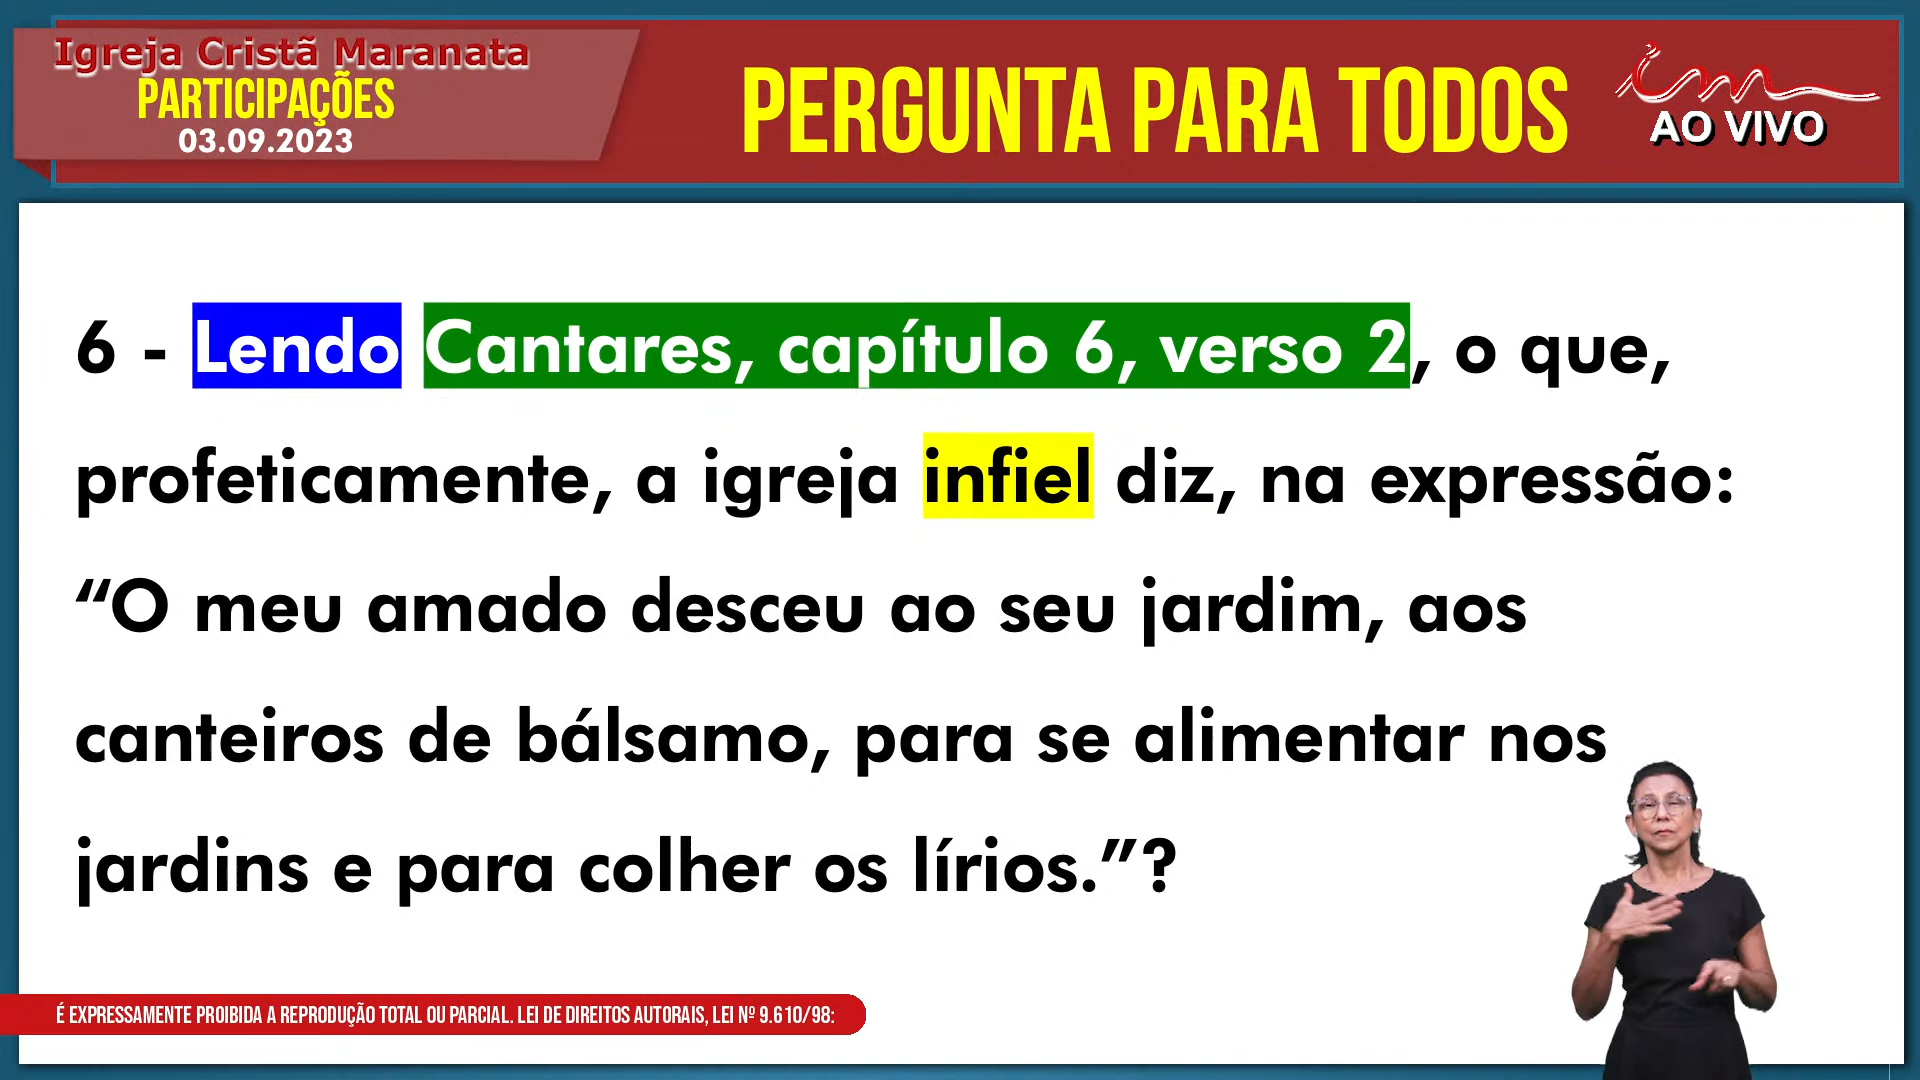 Igreja Cristã Maranata
PARTICIPAÇÕES
03.09.2023
PERGUNTA PARA TODOS
icm
AO VIVO
6 - Lendo Cantares, capítulo 6, verso 2, o que,
profeticamente, a igreja infiel diz, na expressão:
“O meu amado desceu ao seu jardim, aos
canteiros de bálsamo, para se alimentar nos
jardins e para colher os lírios.”?
É EXPRESSAMENTE PROIBIDA A REPRODUÇÃO TOTAL OU PARCIAL. LEI DE DIREITOS AUTORAIS, LEI Nº 9.610/98: